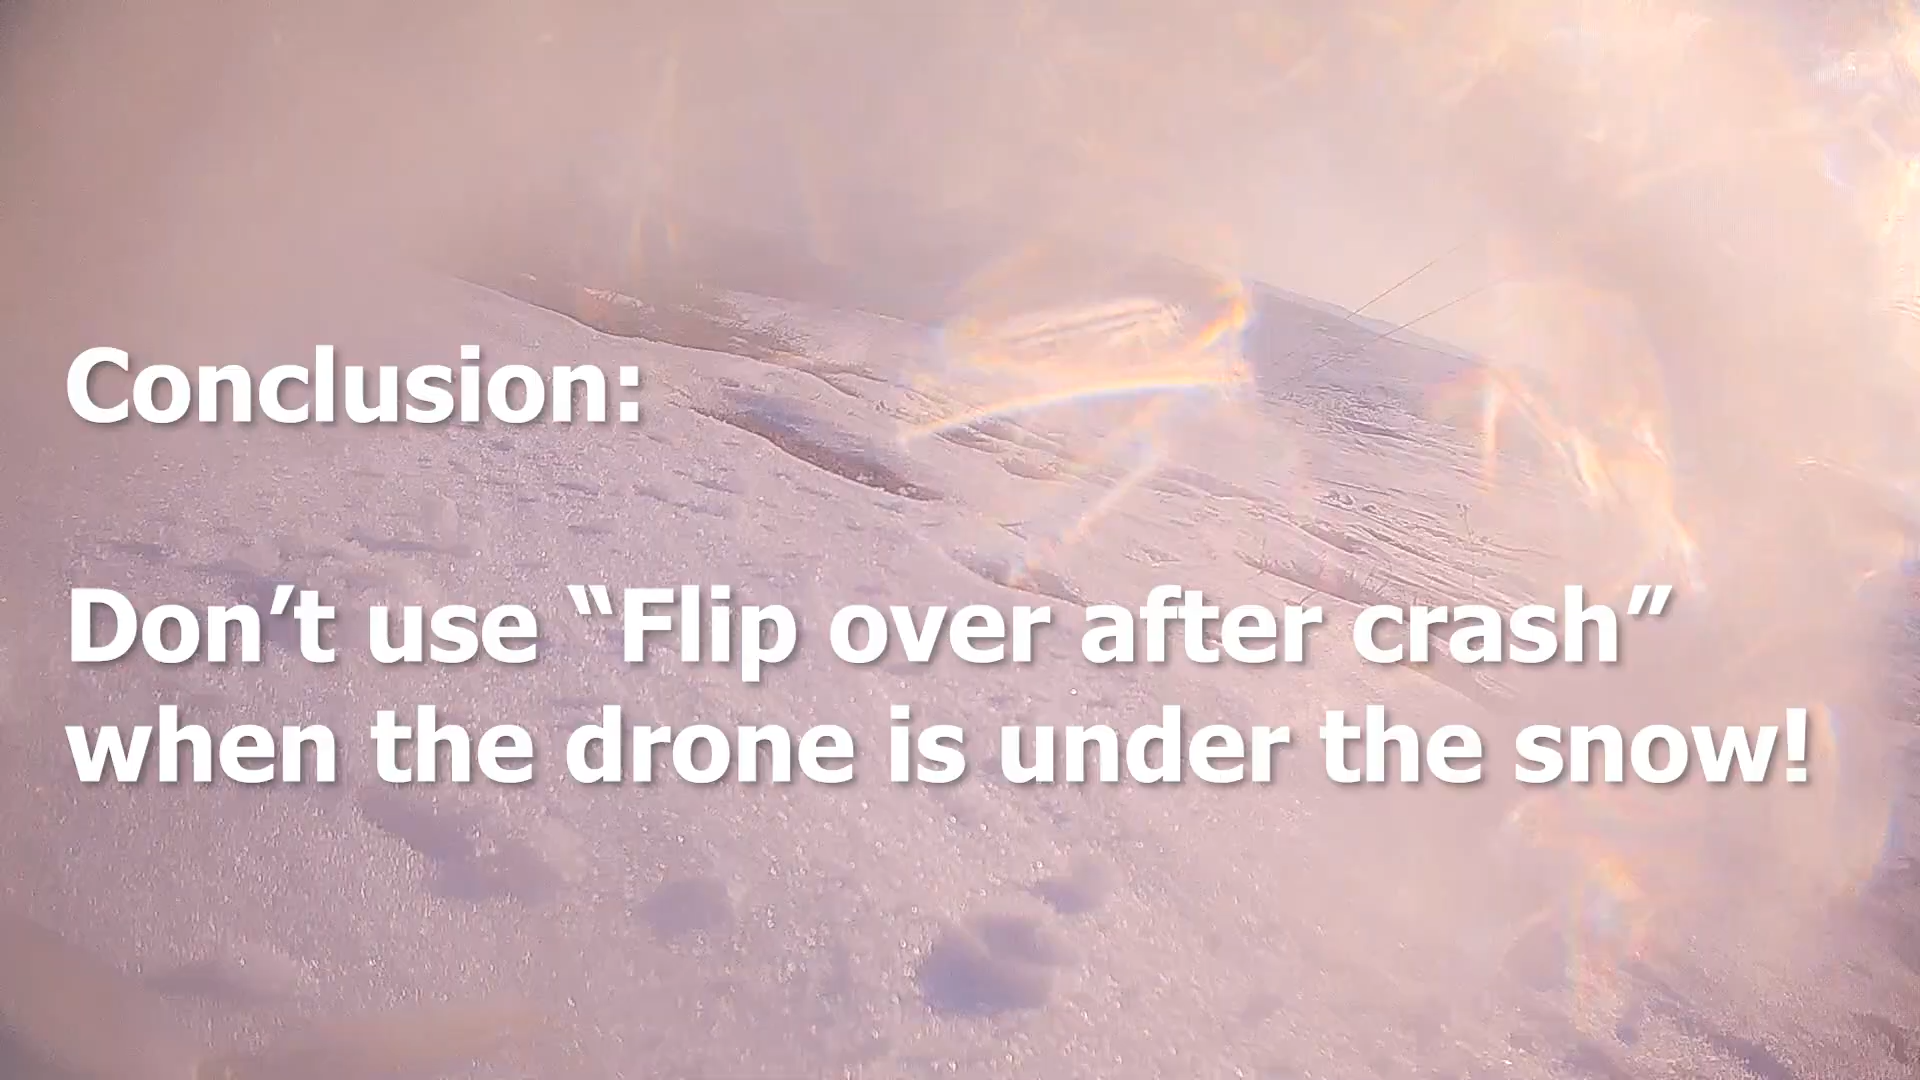 Conclusion:
Don’t use “Flip over after crash”
when the drone is under the snow!